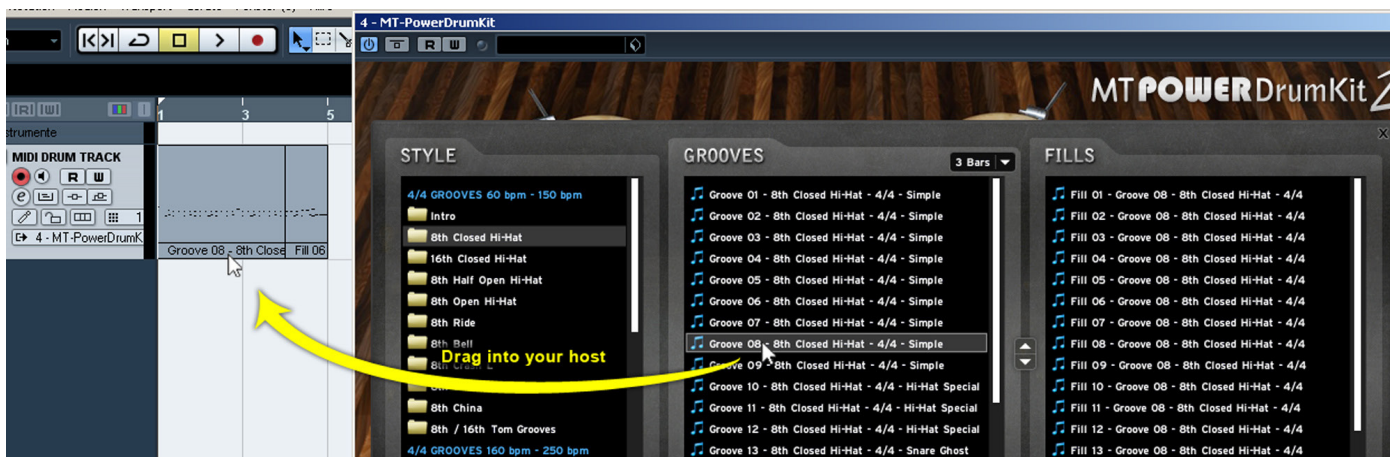 4 - MT-PowerDrumKit
R W
MT POWER DrumKit 2
R W
1 3 5
MIDI DRUM TRACK
R W
e
1
4 - MT-PowerDrumK
Groove 08 - 8th Close Fill 06
Drag into your host
STYLE
4/4 GROOVES 60 bpm - 150 bpm
Intro
8th Closed Hi-Hat
16th Closed Hi-Hat
8th Half Open Hi-Hat
8th Open Hi-Hat
8th Ride
8th Bell
8th China
8th / 16th Tom Grooves
4/4 GROOVES 160 bpm - 250 bpm
GROOVES
3 Bars
Groove 01 - 8th Closed Hi-Hat - 4/4 - Simple
Groove 02 - 8th Closed Hi-Hat - 4/4 - Simple
Groove 03 - 8th Closed Hi-Hat - 4/4 - Simple
Groove 04 - 8th Closed Hi-Hat - 4/4 - Simple
Groove 05 - 8th Closed Hi-Hat - 4/4 - Simple
Groove 06 - 8th Closed Hi-Hat - 4/4 - Simple
Groove 07 - 8th Closed Hi-Hat - 4/4 - Simple
Groove 08 - 8th Closed Hi-Hat - 4/4 - Simple
Groove 09 - 8th Closed Hi-Hat - 4/4 - Simple
Groove 10 - 8th Closed Hi-Hat - 4/4 - Hi-Hat Special
Groove 11 - 8th Closed Hi-Hat - 4/4 - Hi-Hat Special
Groove 12 - 8th Closed Hi-Hat - 4/4 - Hi-Hat Special
Groove 13 - 8th Closed Hi-Hat - 4/4 - Snare Ghost
X
FILLS
Fill 01 - Groove 08 - 8th Closed Hi-Hat - 4/4
Fill 02 - Groove 08 - 8th Closed Hi-Hat - 4/4
Fill 03 - Groove 08 - 8th Closed Hi-Hat - 4/4
Fill 04 - Groove 08 - 8th Closed Hi-Hat - 4/4
Fill 05 - Groove 08 - 8th Closed Hi-Hat - 4/4
Fill 06 - Groove 08 - 8th Closed Hi-Hat - 4/4
Fill 07 - Groove 08 - 8th Closed Hi-Hat - 4/4
Fill 08 - Groove 08 - 8th Closed Hi-Hat - 4/4
Fill 09 - Groove 08 - 8th Closed Hi-Hat - 4/4
Fill 10 - Groove 08 - 8th Closed Hi-Hat - 4/4
Fill 11 - Groove 08 - 8th Closed Hi-Hat - 4/4
Fill 12 - Groove 08 - 8th Closed Hi-Hat - 4/4
Fill 13 - Groove 08 - 8th Closed Hi-Hat - 4/4